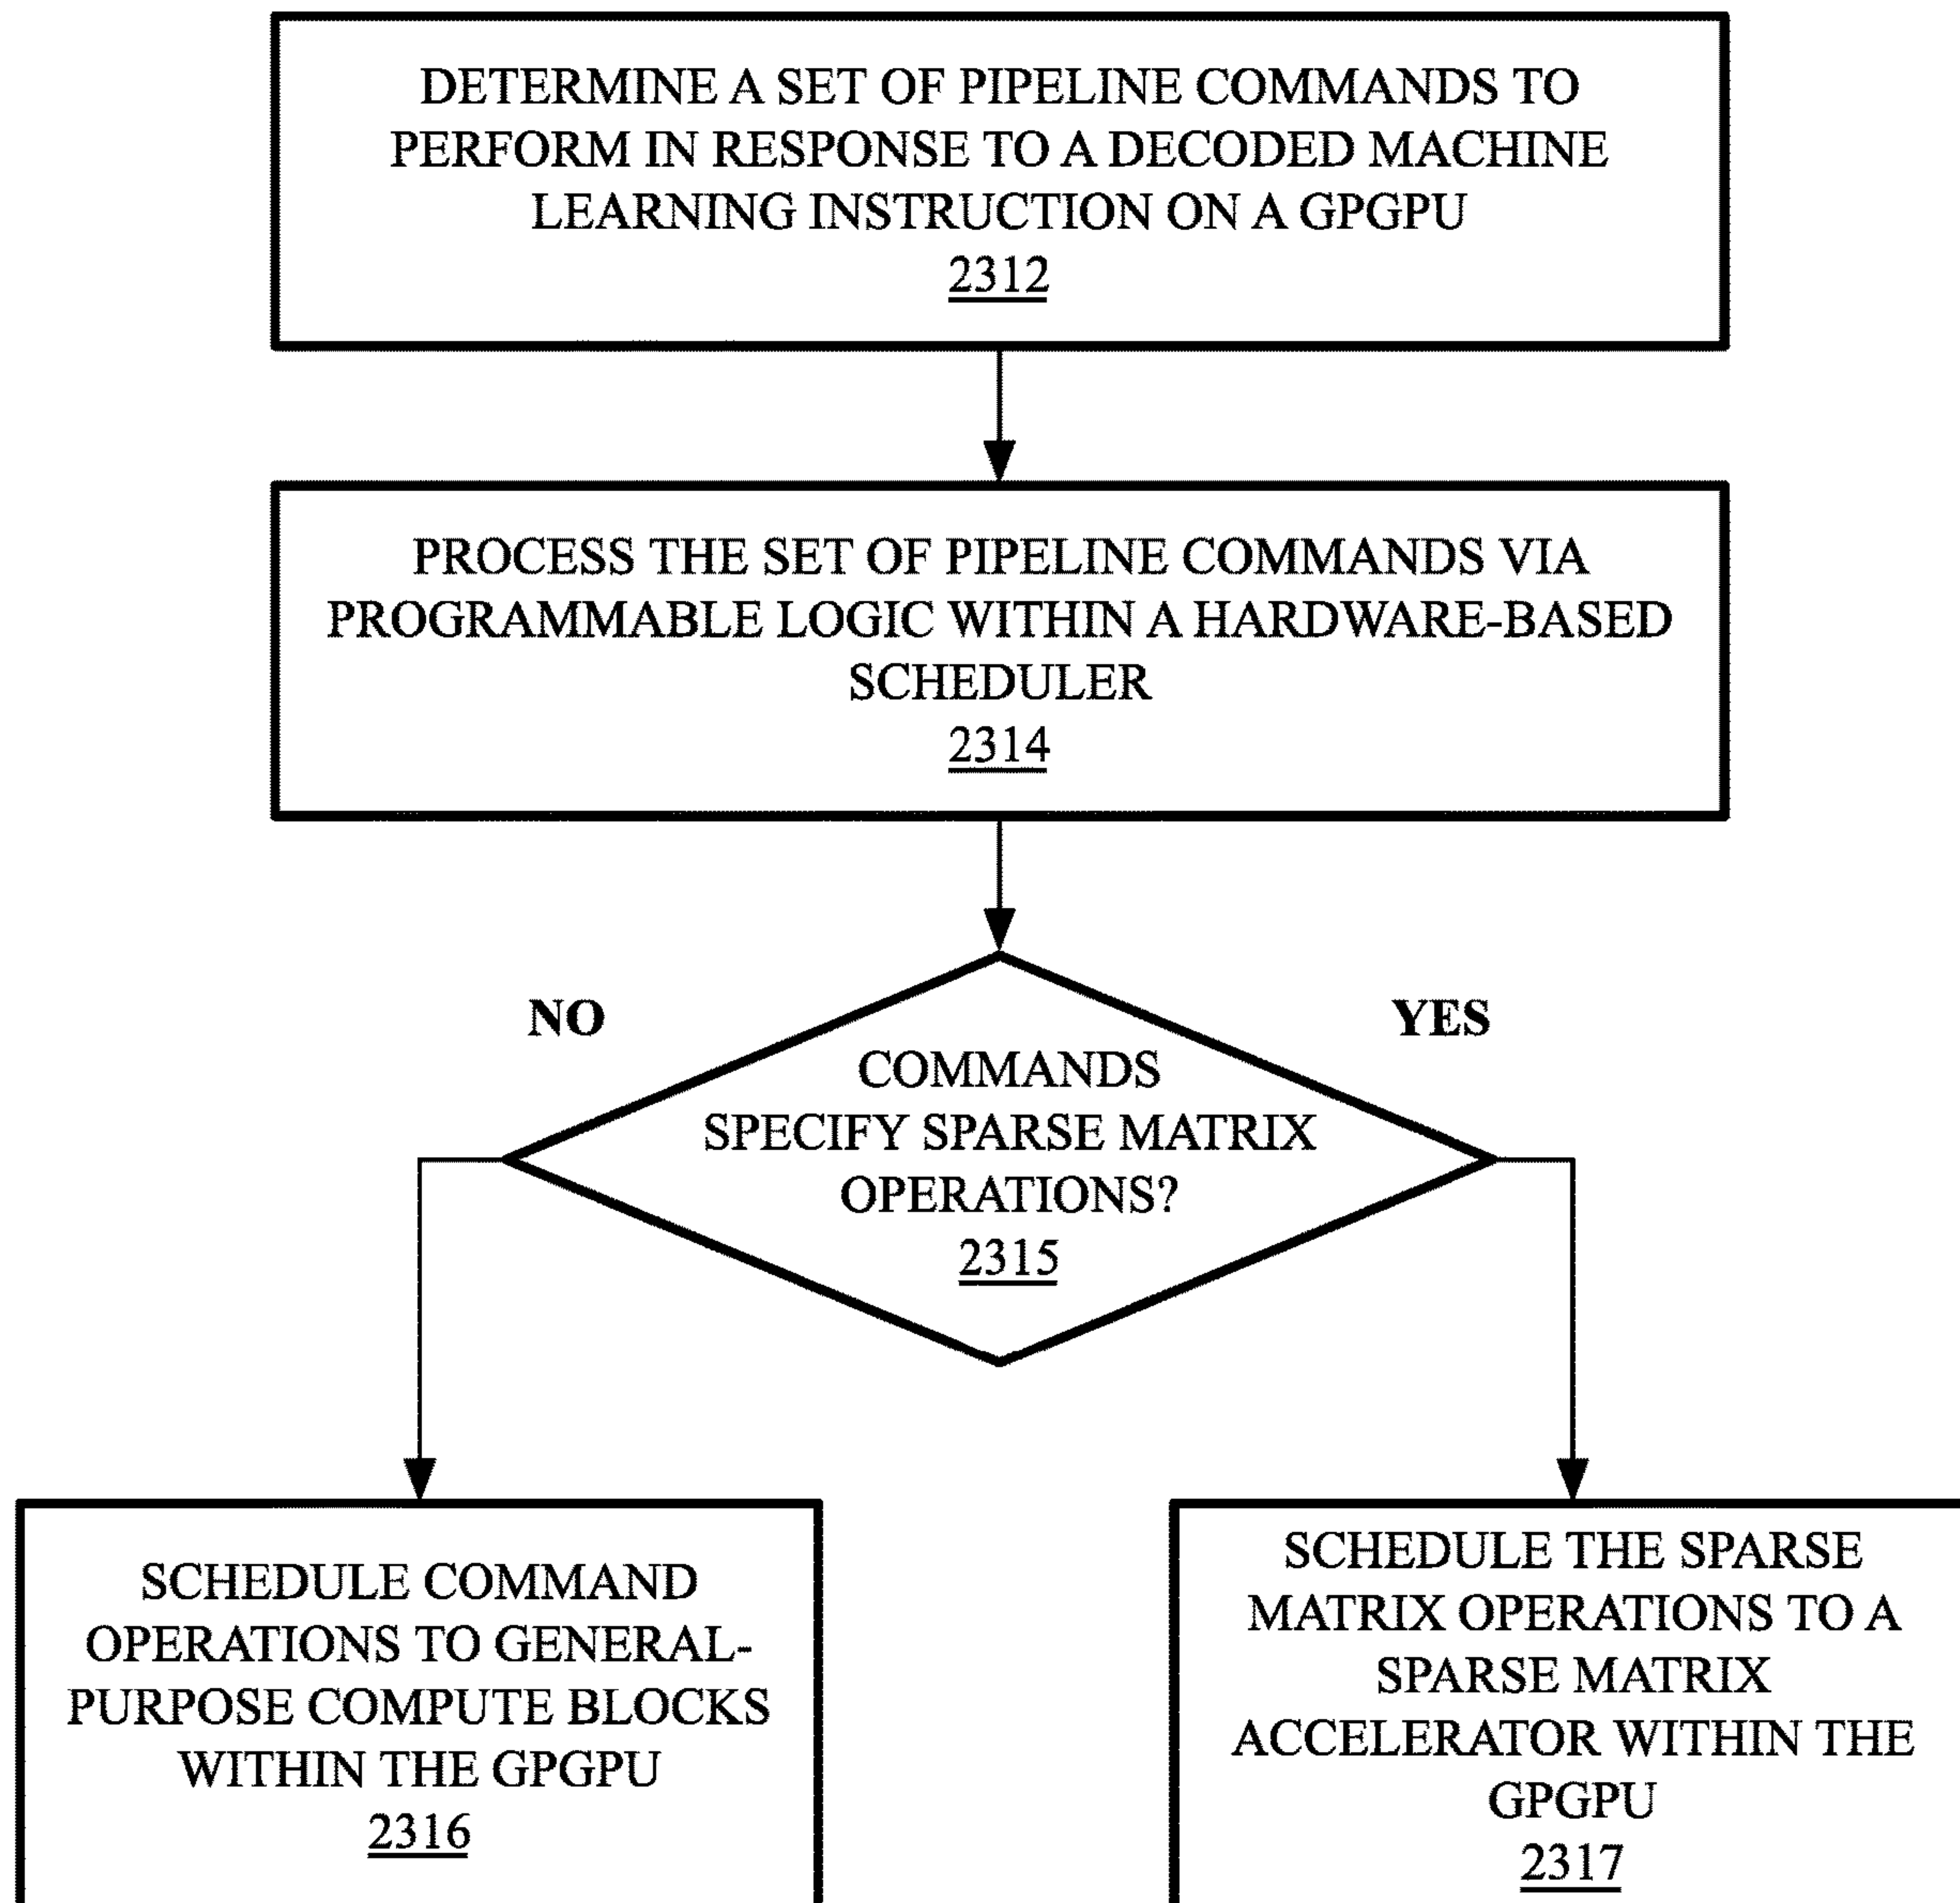 DETERMINE A SET OF PIPELINE COMMANDS TO
PERFORM IN RESPONSE TO A DECODED MACHINE
LEARNING INSTRUCTION ON A GPGPU
2312
PROCESS THE SET OF PIPELINE COMMANDS VIA
PROGRAMMABLE LOGIC WITHIN A HARDWARE-BASED
SCHEDULER
2314
NO
YES
COMMANDS
SPECIFY SPARSE MATRIX
OPERATIONS?
2315
SCHEDULE COMMAND
OPERATIONS TO GENERAL-
PURPOSE COMPUTE BLOCKS
WITHIN THE GPGPU
2316
SCHEDULE THE SPARSE
MATRIX OPERATIONS TO A
SPARSE MATRIX
ACCELERATOR WITHIN THE
GPGPU
2317